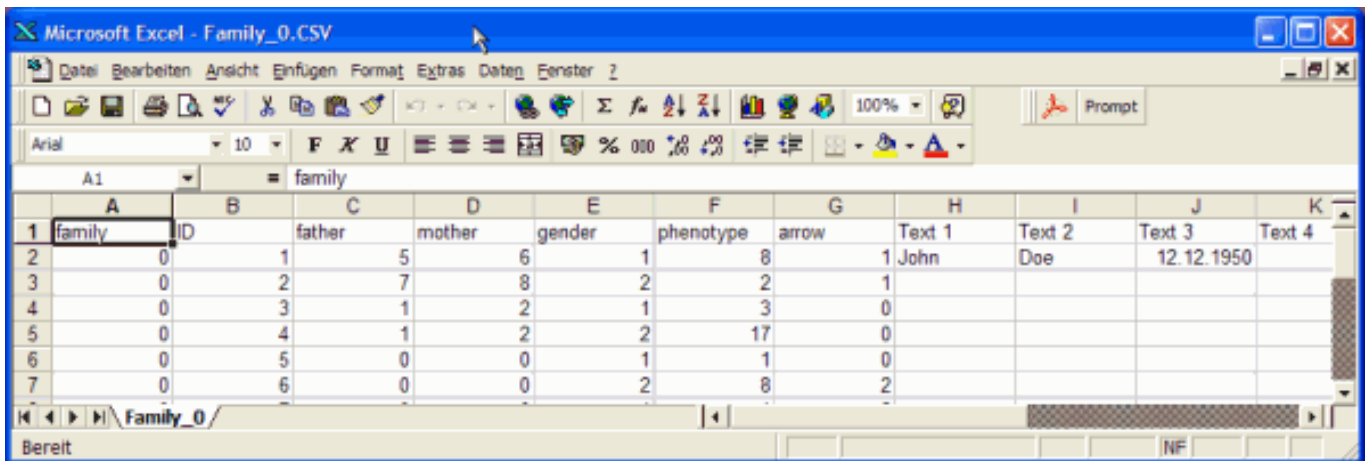 Microsoft Excel - Family_0.CSV
Datei Bearbeiten Ansicht Einfügen Format Extras Daten Fenster ?
100% Prompt
Arial 10 F K U % 000
A1 = family
A B C D E F G H I J K
1 family ID father mother gender phenotype arrow Text 1 Text 2 Text 3 Text 4
2 0 1 5 6 1 8 1 John Doe 12.12.1950
3 0 2 7 8 2 2 1
4 0 3 1 2 1 3 0
5 0 4 1 2 2 17 0
6 0 5 0 0 1 1 0
7 0 6 0 0 2 8 2
Family_0
Bereit NF